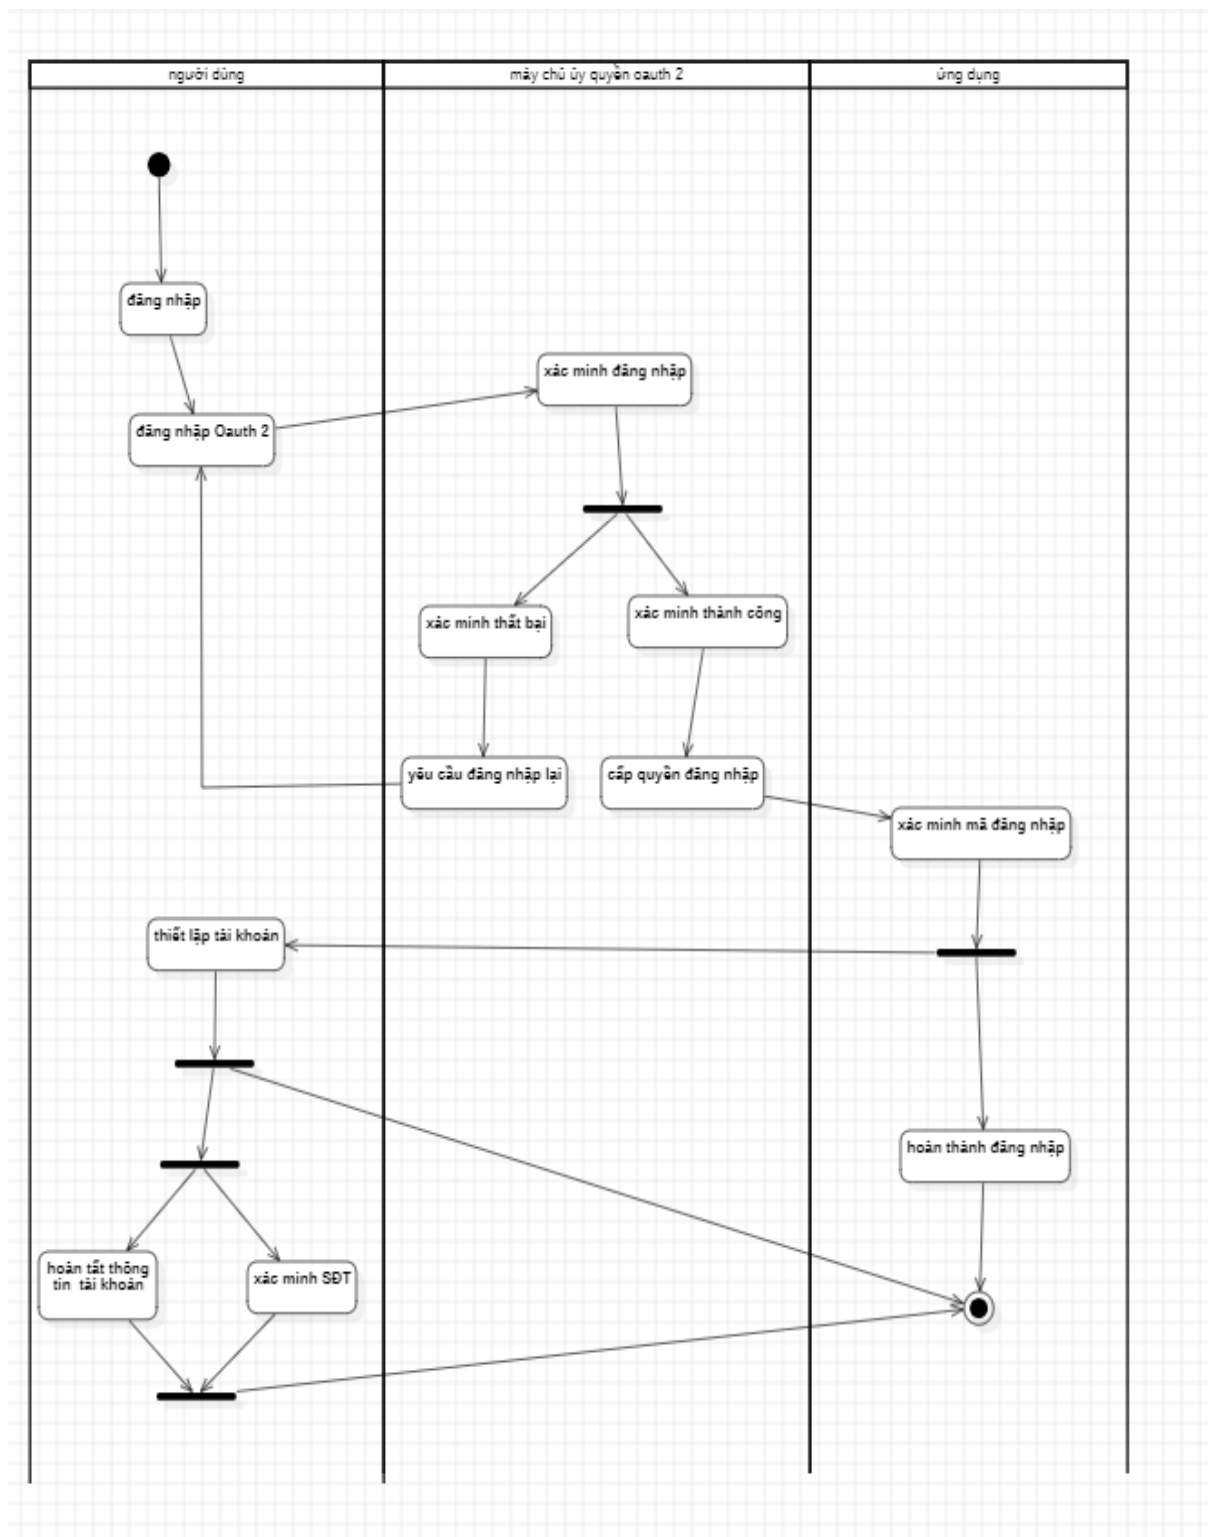 người dùng
máy chủ ủy quyền oauth 2
ứng dụng
đăng nhập
xác minh đăng nhập
đăng nhập Oauth 2
xác minh thất bại
xác minh thành công
yêu cầu đăng nhập lại
cấp quyền đăng nhập
xác minh mã đăng nhập
thiết lập tài khoản
hoàn thành đăng nhập
hoàn tất thông
tin tài khoản
xác minh SĐT